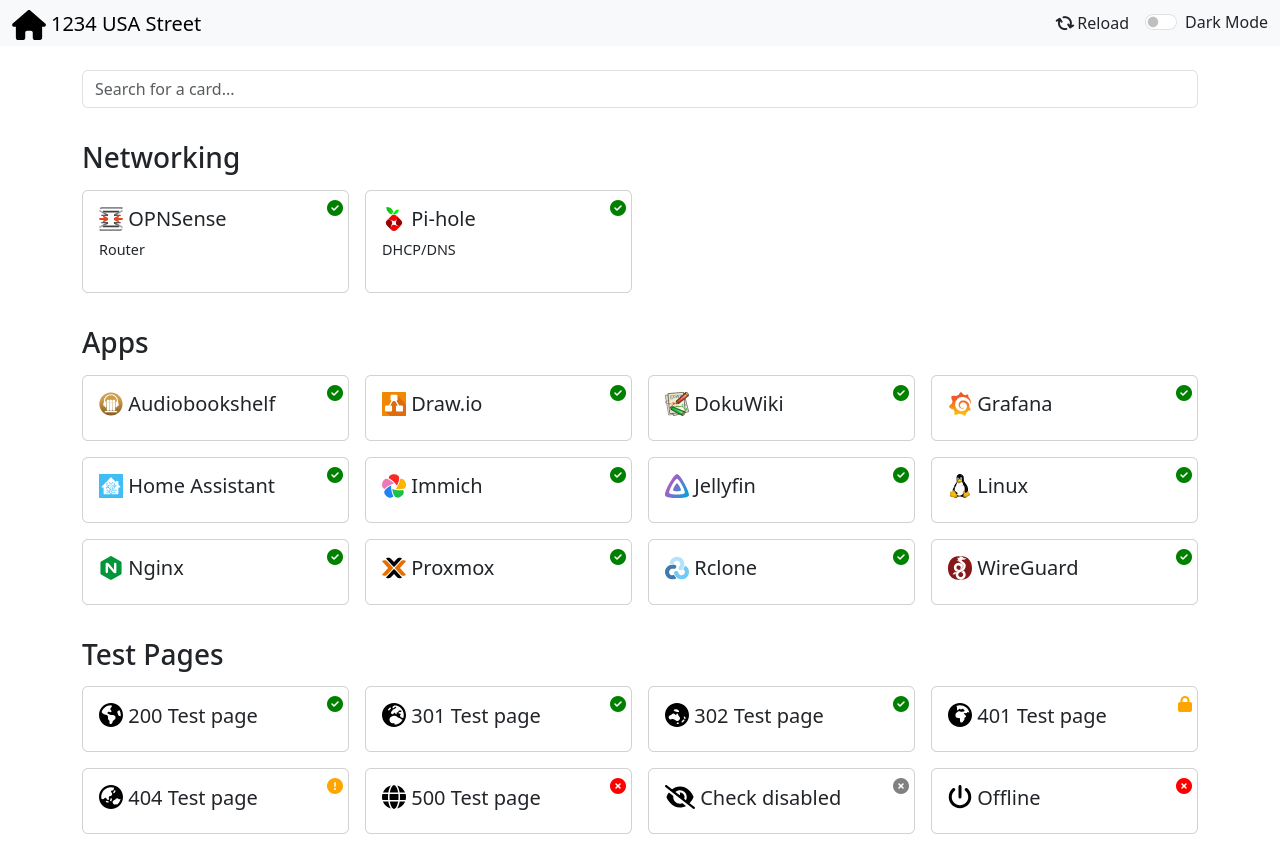 1234 USA Street
Reload
Dark Mode
Search for a card...
Networking
OPNSense
Router
Pi-hole
DHCP/DNS
Apps
Audiobookshelf
Draw.io
DokuWiki
Grafana
Home Assistant
Immich
Jellyfin
Linux
Nginx
Proxmox
Rclone
WireGuard
Test Pages
200 Test page
301 Test page
302 Test page
401 Test page
404 Test page
500 Test page
Check disabled
Offline